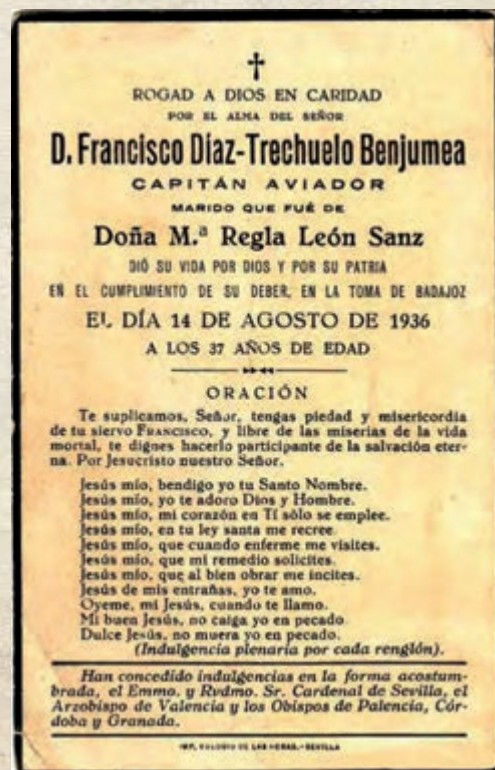 ROGAD A DIOS EN CARIDAD
POR EL ALMA DEL SEÑOR
D. Francisco Díaz-Trechuelo Benjumea
CAPITÁN AVIADOR
MARIDO QUE FUÉ DE
Doña M.ª Regla León Sanz
DIÓ SU VIDA POR DIOS Y POR SU PATRIA
EN EL CUMPLIMIENTO DE SU DEBER, EN LA TOMA DE BADAJOZ
EL DÍA 14 DE AGOSTO DE 1936
A LOS 37 AÑOS DE EDAD
ORACIÓN
Te suplicamos, Señor, tengas piedad y misericordia
de tu siervo FRANCISCO, y libre de las miserias de la vida
mortal, te dignes hacerlo participante de la salvación eter-
na. Por Jesucristo nuestro Señor.
Jesús mío, bendigo yo tu Santo Nombre.
Jesús mío, yo te adoro Dios y Hombre.
Jesús mío, mi corazón en Tí sólo se emplee.
Jesús mío, en tu ley santa me recree.
Jesús mío, que cuando enferme me visites.
Jesús mío, que mi remedio solicites.
Jesús mío, que al bien obrar me incites.
Jesús de mis entrañas, yo te amo.
Oyeme, mi Jesús, cuando te llamo.
Mi buen Jesús, no caiga yo en pecado.
Dulce Jesús, no muera yo en pecado.
(Indulgencia plenaria por cada renglón).
Han concedido indulgencias en la forma acostum-
brada, el Emmo. y Rvdmo. Sr. Cardenal de Sevilla, el
Arzobispo de Valencia y los Obispos de Palencia, Cór-
doba y Granada.
IMP. DE LAS -SEVILLA